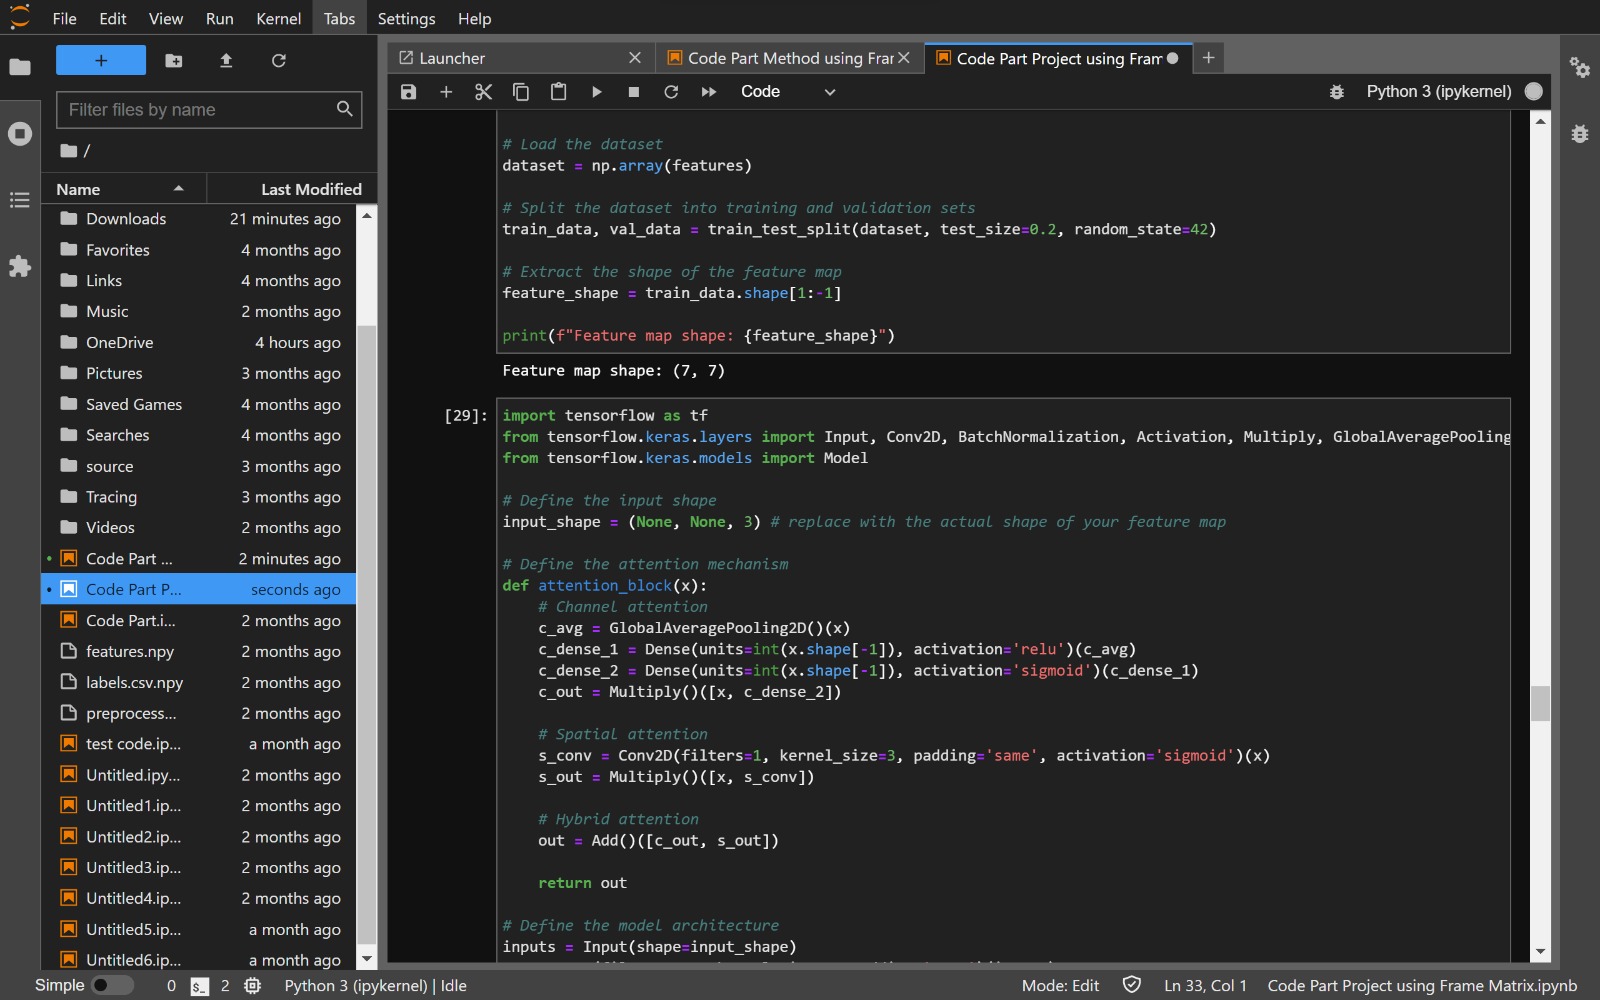 File Edit View Run Kernel Tabs Settings Help
Launcher
Code Part Method using Frar
Code Part Project using Fram
Filter files by name
/
Name Last Modified
Downloads 21 minutes ago
Favorites 4 months ago
Links 4 months ago
Music 2 months ago
OneDrive 4 hours ago
Pictures 3 months ago
Saved Games 4 months ago
Searches 4 months ago
source 3 months ago
Tracing 3 months ago
Videos 2 months ago
Code Part ... 2 minutes ago
Code Part P... seconds ago
Code Part.i... 2 months ago
features.npy 2 months ago
labels.csv.npy 2 months ago
preprocess... 2 months ago
test code.ip... a month ago
Untitled.ipy... 2 months ago
Untitled1.ip... 2 months ago
Untitled2.ip... 2 months ago
Untitled3.ip... 2 months ago
Untitled4.ip... 2 months ago
Untitled5.ip... a month ago
Untitled6.ip... a month ago
Code
Python 3 (ipykernel)
# Load the dataset
dataset = np.array(features)
# Split the dataset into training and validation sets
train_data, val_data = train_test_split(dataset, test_size=0.2, random_state=42)
# Extract the shape of the feature map
feature_shape = train_data.shape[1:-1]
print(f"Feature map shape: {feature_shape}")
Feature map shape: (7, 7)
[29]:
import tensorflow as tf
from tensorflow.keras.layers import Input, Conv2D, BatchNormalization, Activation, Multiply, GlobalAveragePooling
from tensorflow.keras.models import Model
# Define the input shape
input_shape = (None, None, 3) # replace with the actual shape of your feature map
# Define the attention mechanism
def attention_block(x):
# Channel attention
c_avg = GlobalAveragePooling2D()(x)
c_dense_1 = Dense(units=int(x.shape[-1]), activation='relu')(c_avg)
c_dense_2 = Dense(units=int(x.shape[-1]), activation='sigmoid')(c_dense_1)
c_out = Multiply()([x, c_dense_2])
# Spatial attention
s_conv = Conv2D(filters=1, kernel_size=3, padding='same', activation='sigmoid')(x)
s_out = Multiply()([x, s_conv])
# Hybrid attention
out = Add()([c_out, s_out])
return out
# Define the model architecture
inputs = Input(shape=input_shape)
Simple 0 $_ 2 Python 3 (ipykernel) | Idle
Mode: Edit Ln 33, Col 1 Code Part Project using Frame Matrix.ipynb